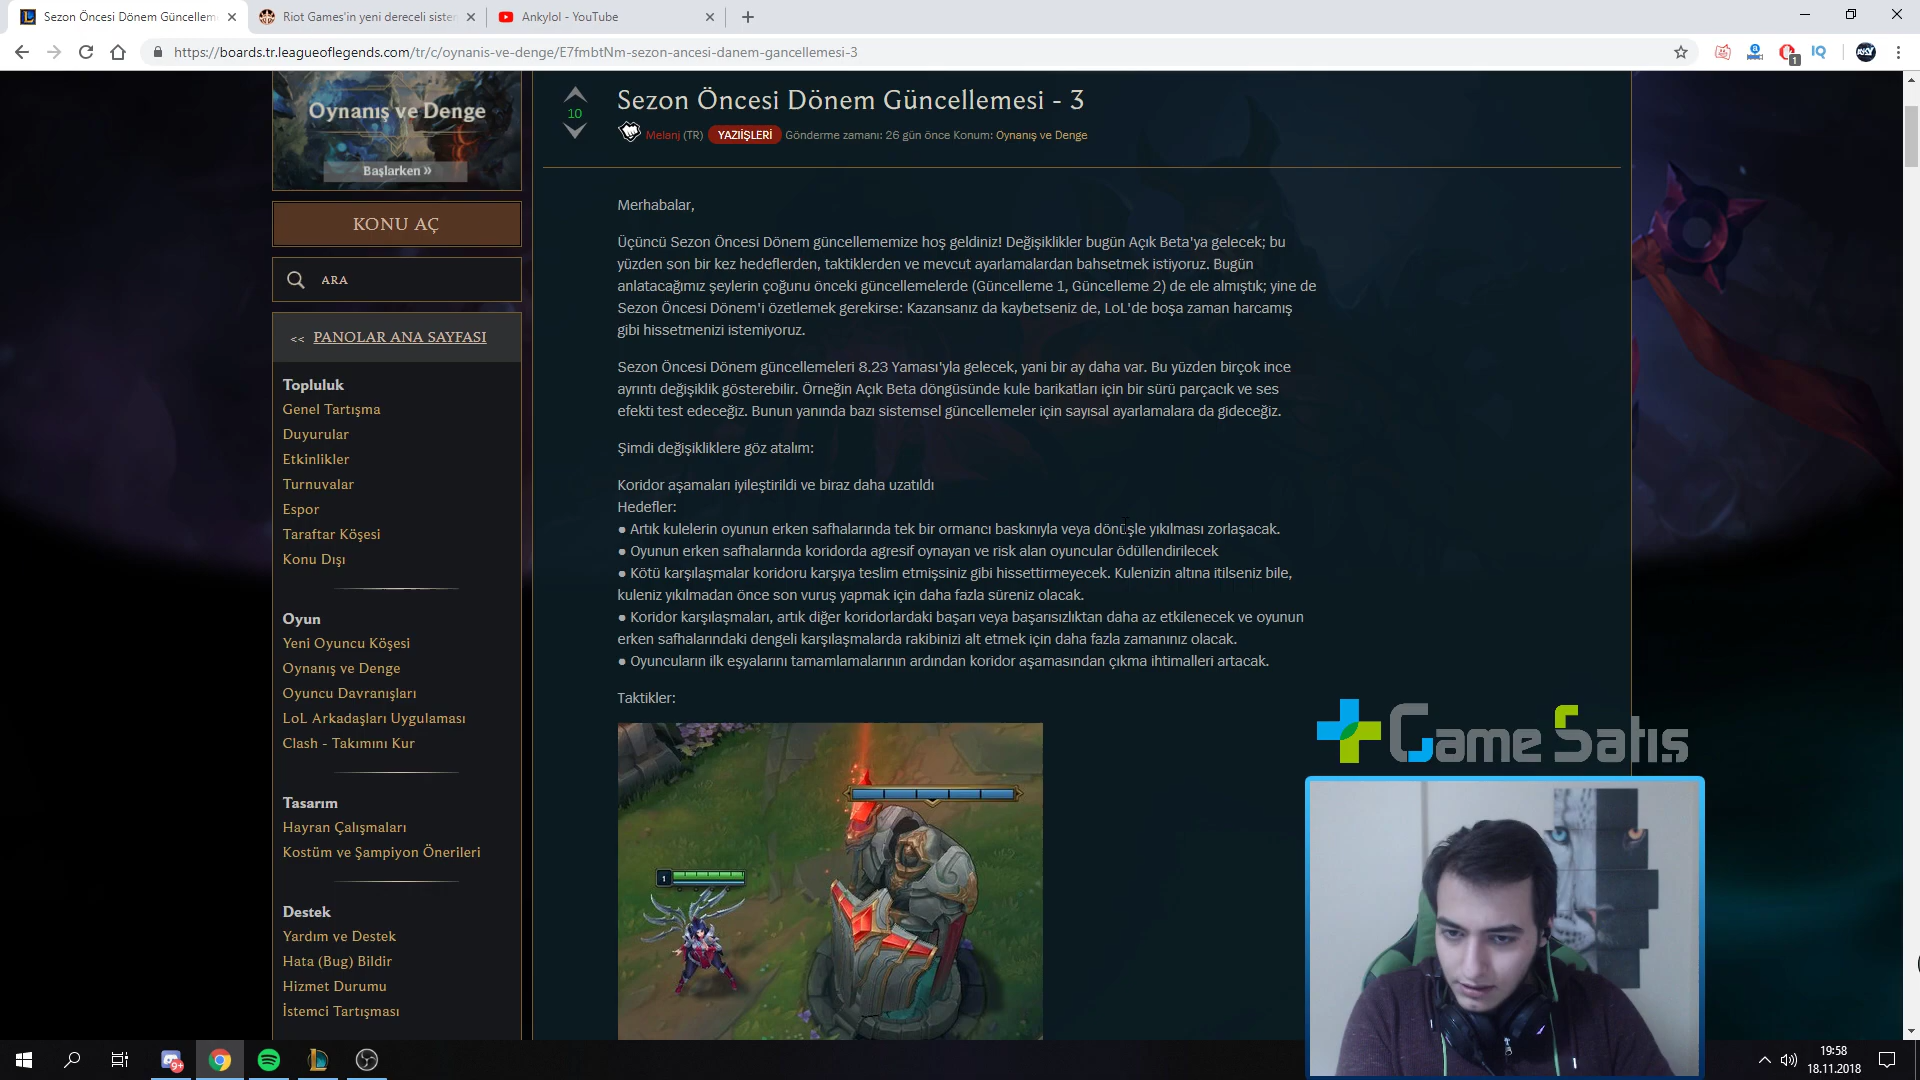 Sezon Öncesi Dönem Güncellem
Riot Games'in yeni dereceli sister
Ankylol - YouTube
https://boards.tr.leagueoflegends.com/tr/c/oynanis-ve-denge/E7fmbtNm-sezon-ancesi-danem-gancellemesi-3
1
Oynanış ve Denge
Başlarken »
KONU AÇ
ARA
<< PANOLAR ANA SAYFASI
Topluluk
Genel Tartışma
Duyurular
Etkinlikler
Turnuvalar
Espor
Taraftar Köşesi
Konu Dışı
Oyun
Yeni Oyuncu Köşesi
Oynanış ve Denge
Oyuncu Davranışları
LoL Arkadaşları Uygulaması
Clash - Takımını Kur
Tasarım
Hayran Çalışmaları
Kostüm ve Şampiyon Önerileri
Destek
Yardım ve Destek
Hata (Bug) Bildir
Hizmet Durumu
İstemci Tartışması
10
Sezon Öncesi Dönem Güncellemesi - 3
Melanj (TR) YAZIİŞLERİ Gönderme zamanı: 26 gün önce Konum: Oynanış ve Denge
Merhabalar,
Üçüncü Sezon Öncesi Dönem güncellememize hoş geldiniz! Değişiklikler bugün Açık Beta'ya gelecek; bu
yüzden son bir kez hedeflerden, taktiklerden ve mevcut ayarlamalardan bahsetmek istiyoruz. Bugün
anlatacağımız şeylerin çoğunu önceki güncellemelerde (Güncelleme 1, Güncelleme 2) de ele almıştık; yine de
Sezon Öncesi Dönem'i özetlemek gerekirse: Kazansanız da kaybetseniz de, LoL'de boşa zaman harcamış
gibi hissetmenizi istemiyoruz.
Sezon Öncesi Dönem güncellemeleri 8.23 Yaması'yla gelecek, yani bir ay daha var. Bu yüzden birçok ince
ayrıntı değişiklik gösterebilir. Örneğin Açık Beta döngüsünde kule barikatları için bir sürü parçacık ve ses
efekti test edeceğiz. Bunun yanında bazı sistemsel güncellemeler için sayısal ayarlamalara da gideceğiz.
Şimdi değişikliklere göz atalım:
Koridor aşamaları iyileştirildi ve biraz daha uzatıldı
Hedefler:
● Artık kulelerin oyunun erken safhalarında tek bir ormancı baskınıyla veya dönüşle yıkılması zorlaşacak.
● Oyunun erken safhalarında koridorda agresif oynayan ve risk alan oyuncular ödüllendirilecek
● Kötü karşılaşmalar koridoru karşıya teslim etmişsiniz gibi hissettirmeyecek. Kulenizin altına itilseniz bile,
kuleniz yıkılmadan önce son vuruş yapmak için daha fazla süreniz olacak.
● Koridor karşılaşmaları, artık diğer koridorlardaki başarı veya başarısızlıktan daha az etkilenecek ve oyunun
erken safhalarındaki dengeli karşılaşmalarda rakibinizi alt etmek için daha fazla zamanınız olacak.
● Oyuncuların ilk eşyalarını tamamlamalarının ardından koridor aşamasından çıkma ihtimalleri artacak.
Taktikler:
1
Game Satıs
9+
19:58
18.11.2018